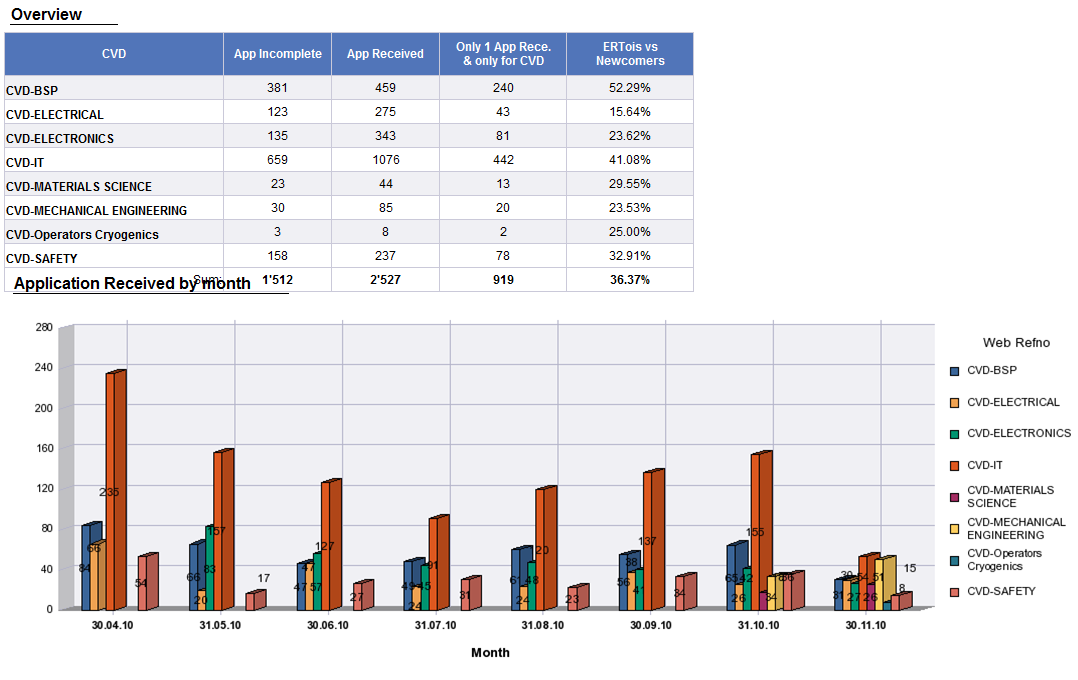 Overview
CVD App Incomplete App Received Only 1 App Rece. & only for CVD ERTois vs Newcomers
CVD-BSP 381 459 240 52.29%
CVD-ELECTRICAL 123 275 43 15.64%
CVD-ELECTRONICS 135 343 81 23.62%
CVD-IT 659 1076 442 41.08%
CVD-MATERIALS SCIENCE 23 44 13 29.55%
CVD-MECHANICAL ENGINEERING 30 85 20 23.53%
CVD-Operators Cryogenics 3 8 2 25.00%
CVD-SAFETY 158 237 78 32.91%
Sum: 1'512 2'527 919 36.37%
Application Received by month
280
240
200
160
120
80
40
0
84 66 235 54
66 20 83 157 17
47 47 57 127 27
49 24 45 91 31
61 24 48 23
56 38 41 137 34
65 26 42 155 34 36
31 27 54 26 51 8 15
30.04.10 31.05.10 30.06.10 31.07.10 31.08.10 30.09.10 31.10.10 30.11.10
Month
Web Refno
CVD-BSP
CVD-ELECTRICAL
CVD-ELECTRONICS
CVD-IT
CVD-MATERIALS
SCIENCE
CVD-MECHANICAL
ENGINEERING
CVD-Operators
Cryogenics
CVD-SAFETY